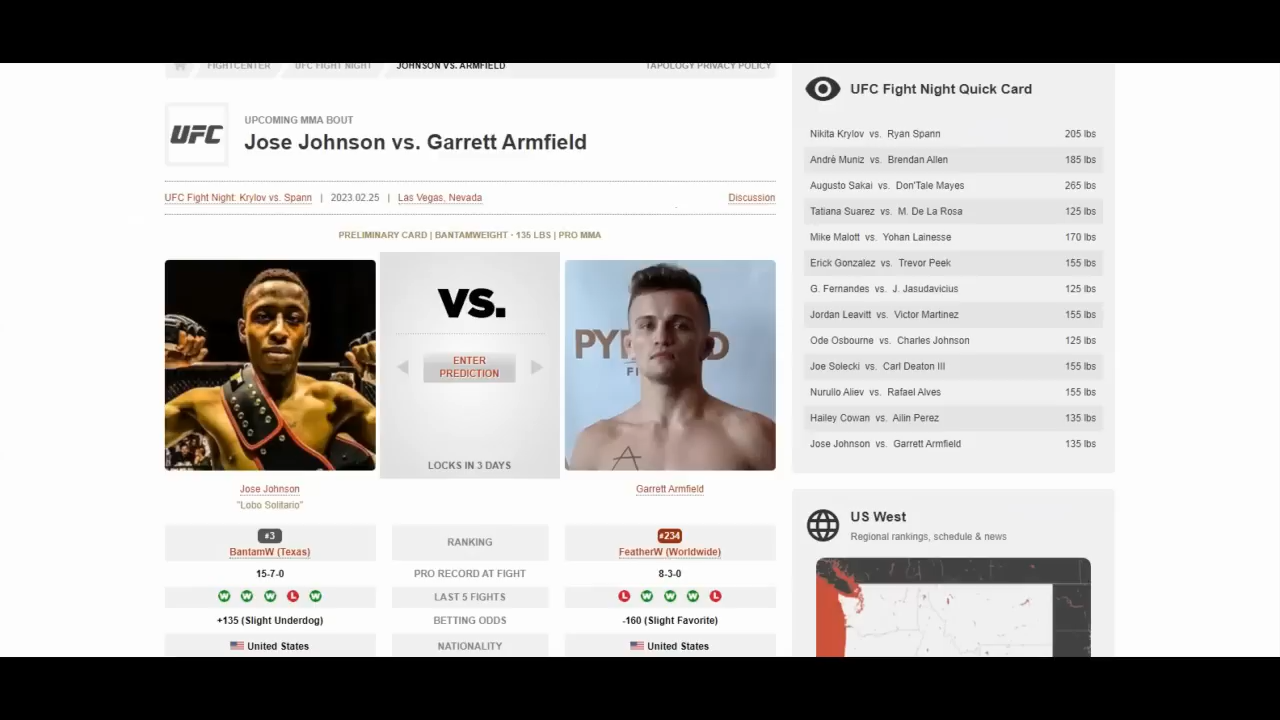 FIGHTCENTER UFC FIGHT NIGHT JOHNSON VS. ARMFIELD TAPOLOGY PRIVACY POLICY
UFC
UPCOMING MMA BOUT
Jose Johnson vs. Garrett Armfield
UFC Fight Night: Krylov vs. Spann | 2023.02.25 | Las Vegas, Nevada
Discussion
PRELIMINARY CARD | BANTAMWEIGHT · 135 LBS | PRO MMA
VS.
ENTER
PREDICTION
LOCKS IN 3 DAYS
FI
Jose Johnson
"Lobo Solitario"
Garrett Armfield
#3 RANKING #234
BantamW (Texas) FeatherW (Worldwide)
15-7-0 PRO RECORD AT FIGHT 8-3-0
W W W L W LAST 5 FIGHTS L W W W L
+135 (Slight Underdog) BETTING ODDS -160 (Slight Favorite)
United States NATIONALITY United States
UFC Fight Night Quick Card
Nikita Krylov vs. Ryan Spann 205 lbs
André Muniz vs. Brendan Allen 185 lbs
Augusto Sakai vs. Don'Tale Mayes 265 lbs
Tatiana Suarez vs. M. De La Rosa 125 lbs
Mike Malott vs. Yohan Lainesse 170 lbs
Erick Gonzalez vs. Trevor Peek 155 lbs
G. Fernandes vs. J. Jasudavicius 125 lbs
Jordan Leavitt vs. Victor Martinez 155 lbs
Ode Osbourne vs. Charles Johnson 125 lbs
Joe Solecki vs. Carl Deaton III 155 lbs
Nurullo Aliev vs. Rafael Alves 155 lbs
Hailey Cowan vs. Ailin Perez 135 lbs
Jose Johnson vs. Garrett Armfield 135 lbs
US West
Regional rankings, schedule & news